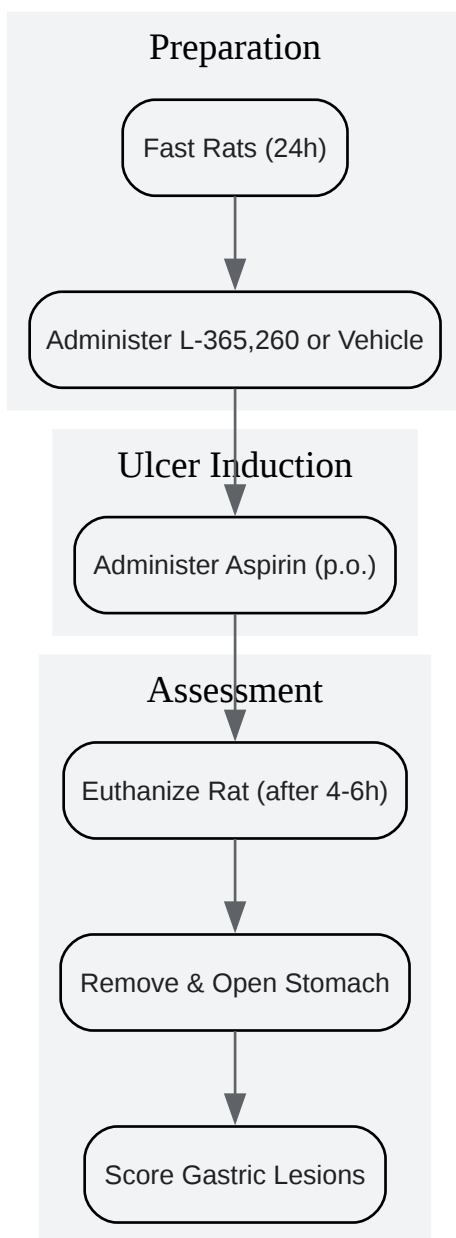 Preparation
Fast Rats (24h)
Administer L-365,260 or Vehicle
Ulcer Induction
Administer Aspirin (p.o.)
Assessment
Euthanize Rat (after 4-6h)
Remove & Open Stomach
Score Gastric Lesions